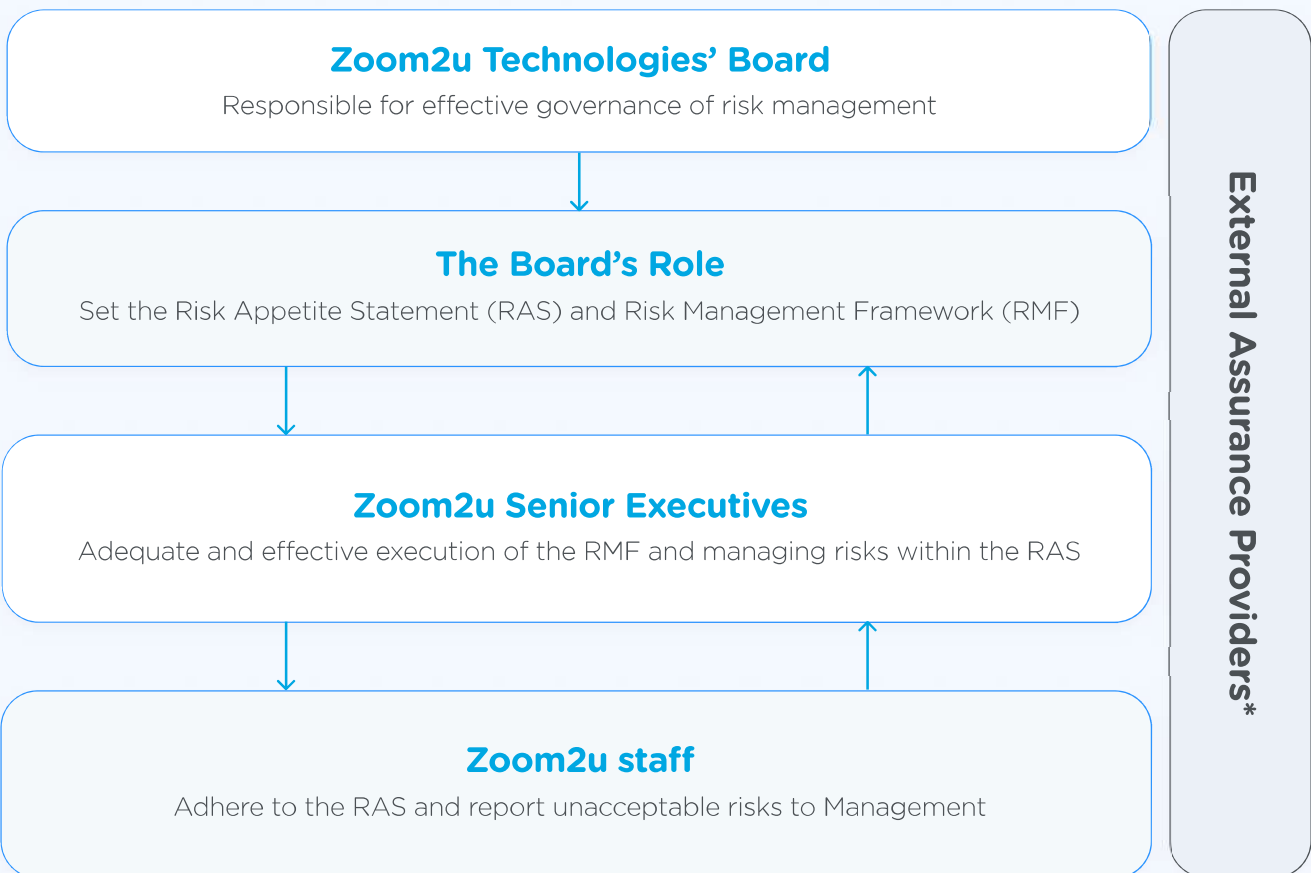 Zoom2u Technologies’ Board
Responsible for effective governance of risk management
The Board’s Role
Set the Risk Appetite Statement (RAS) and Risk Management Framework (RMF)
Zoom2u Senior Executives
Adequate and effective execution of the RMF and managing risks within the RAS
Zoom2u staff
Adhere to the RAS and report unacceptable risks to Management
External Assurance Providers*